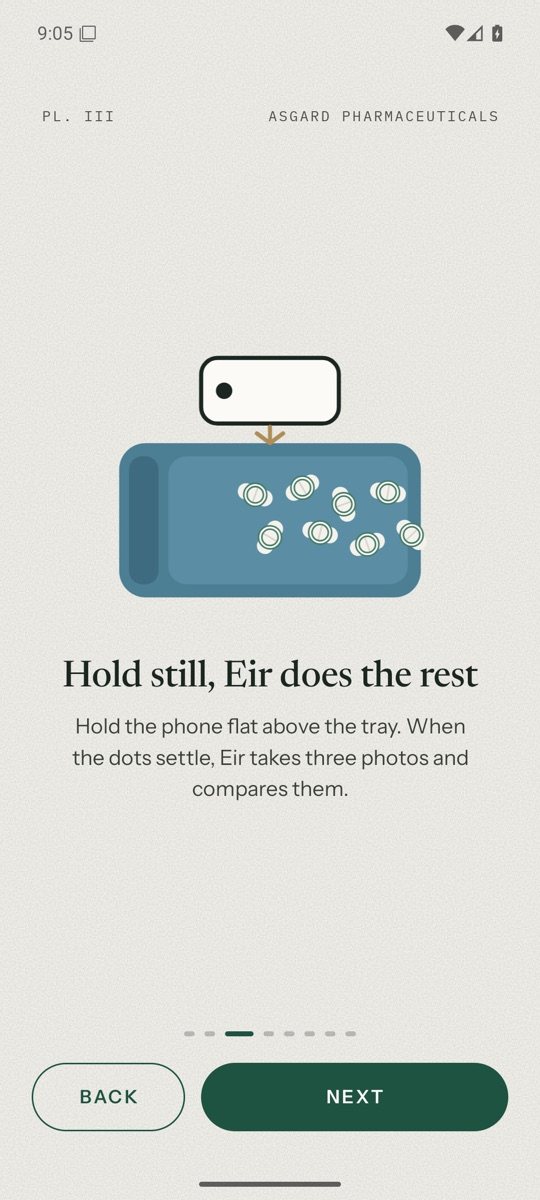 9:05
PL. III
ASGARD PHARMACEUTICALS
Hold still, Eir does the rest
Hold the phone flat above the tray. When
the dots settle, Eir takes three photos and
compares them.
BACK
NEXT